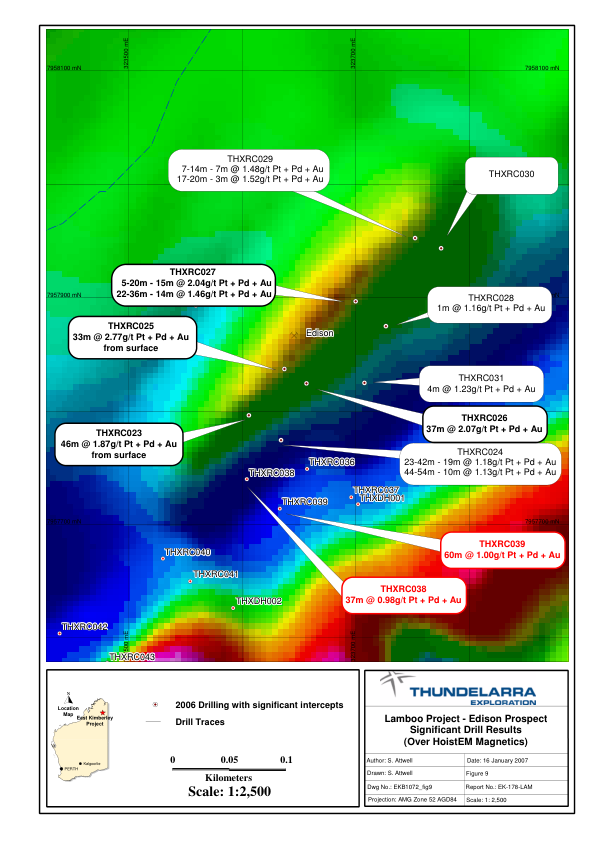 7958100 mN
323500 mE
323700 mE
7958100 mN
THXRC029
7-14m - 7m @ 1.48g/t Pt + Pd + Au
17-20m - 3m @ 1.52g/t Pt + Pd + Au
THXRC030
THXRC027
5-20m - 15m @ 2.04g/t Pt + Pd + Au
22-36m - 14m @ 1.46g/t Pt + Pd + Au
7957900 mN
THXRC028
1m @ 1.16g/t Pt + Pd + Au
THXRC025
33m @ 2.77g/t Pt + Pd + Au
from surface
Edison
THXRC031
4m @ 1.23g/t Pt + Pd + Au
THXRC026
37m @ 2.07g/t Pt + Pd + Au
THXRC023
46m @ 1.87g/t Pt + Pd + Au
from surface
THXRC024
23-42m - 19m @ 1.18g/t Pt + Pd + Au
44-54m - 10m @ 1.13g/t Pt + Pd + Au
THXRC036
THXRC038
THXRC037
THXDH001
THXRC039
THXRC039
60m @ 1.00g/t Pt + Pd + Au
THXRC040
THXRC041
THXRC038
37m @ 0.98g/t Pt + Pd + Au
THXDH002
THXRC042
THXRC043
N
Location
Map
East Kimberley
Project
Kalgoorlie
PERTH
2006 Drilling with significant intercepts
Drill Traces
0 0.05 0.1
Kilometers
Scale: 1:2,500
THUNDELARRA
EXPLORATION
Lamboo Project - Edison Prospect
Significant Drill Results
(Over HoistEM Magnetics)
Author: S. Attwell Date: 16 January 2007
Drawn: S. Attwell Figure 9
Dwg No.: EKB1072_fig9 Report No.: EK-178-LAM
Projection: AMG Zone 52 AGD84 Scale: 1: 2,500